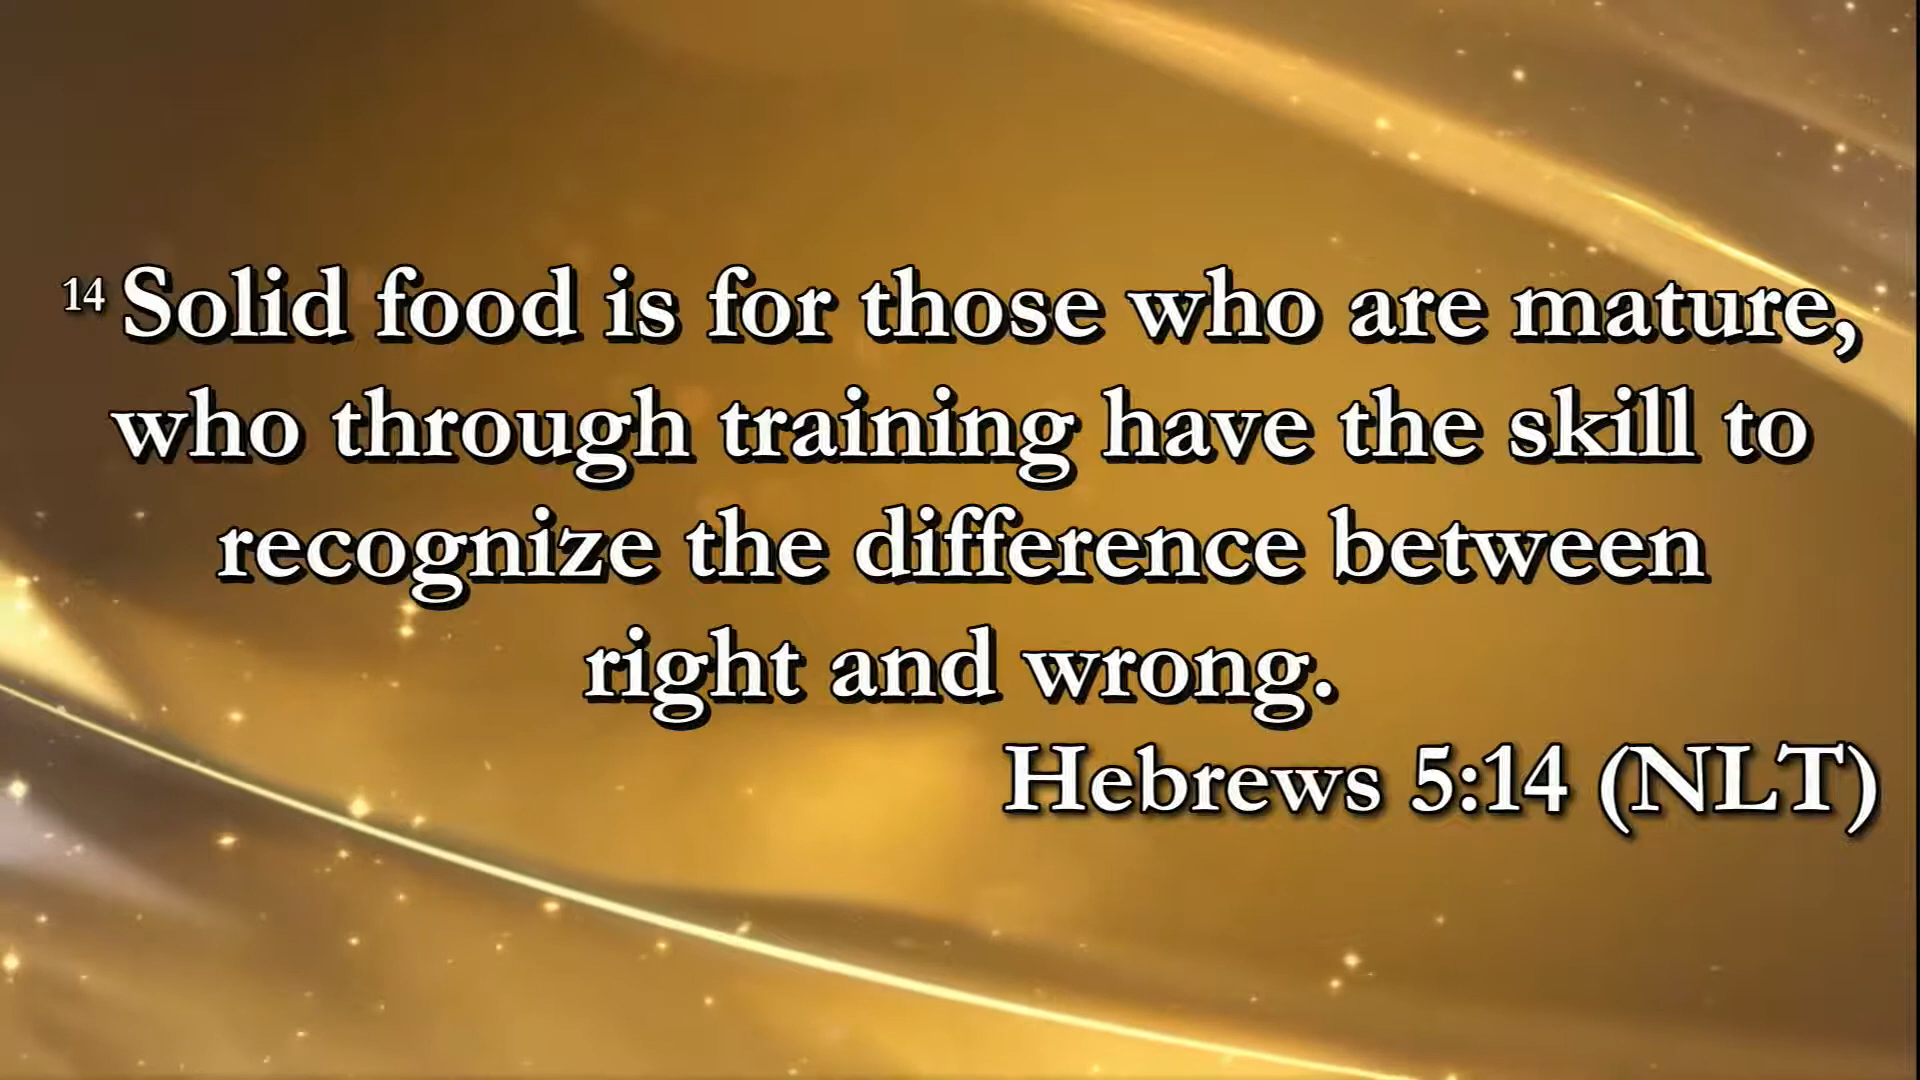 14 Solid food is for those who are mature,
who through training have the skill to
recognize the difference between
right and wrong.
Hebrews 5:14 (NLT)